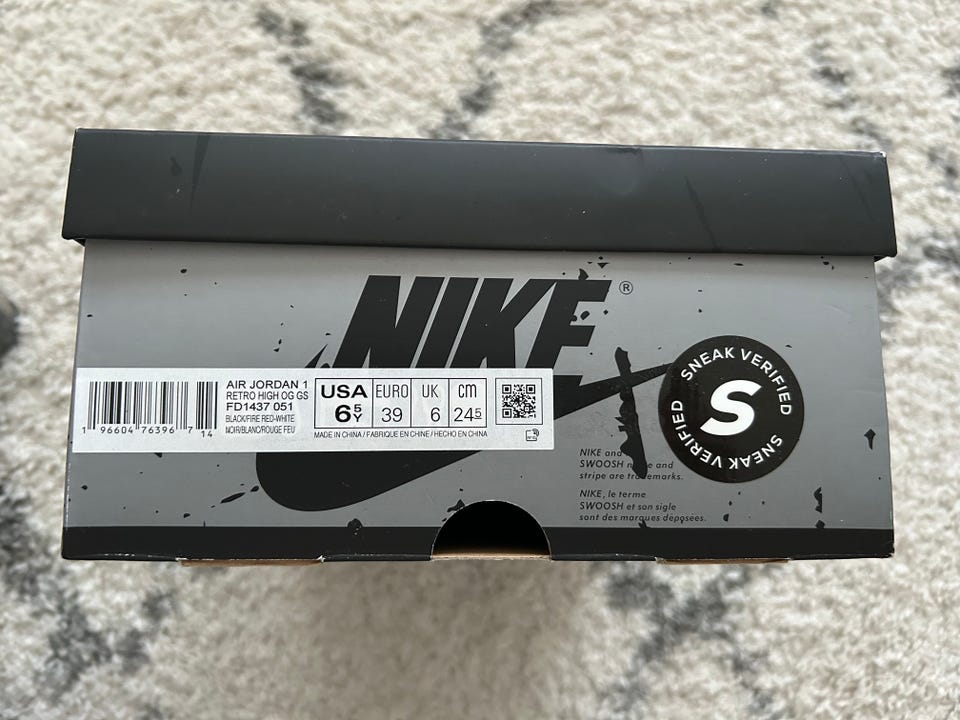 NIKE®
AIR JORDAN 1
RETRO HIGH OG GS
FD1437 051
BLACK/FIRE RED-WHITE
NOIR/BLANC/ROUGE FEU
1 96604 76396 7 14
USA EURO UK CM
6 5Y 39 6 24 5
MADE IN CHINA / FABRIQUE EN CHINE / HECHO EN CHINA
SNEAK VERIFIED
S
SNEAK VERIFIED
NIKE and
SWOOSH and
stripe are trademarks.
NIKE, le terme
SWOOSH et son sigle
sont des marques déposées.